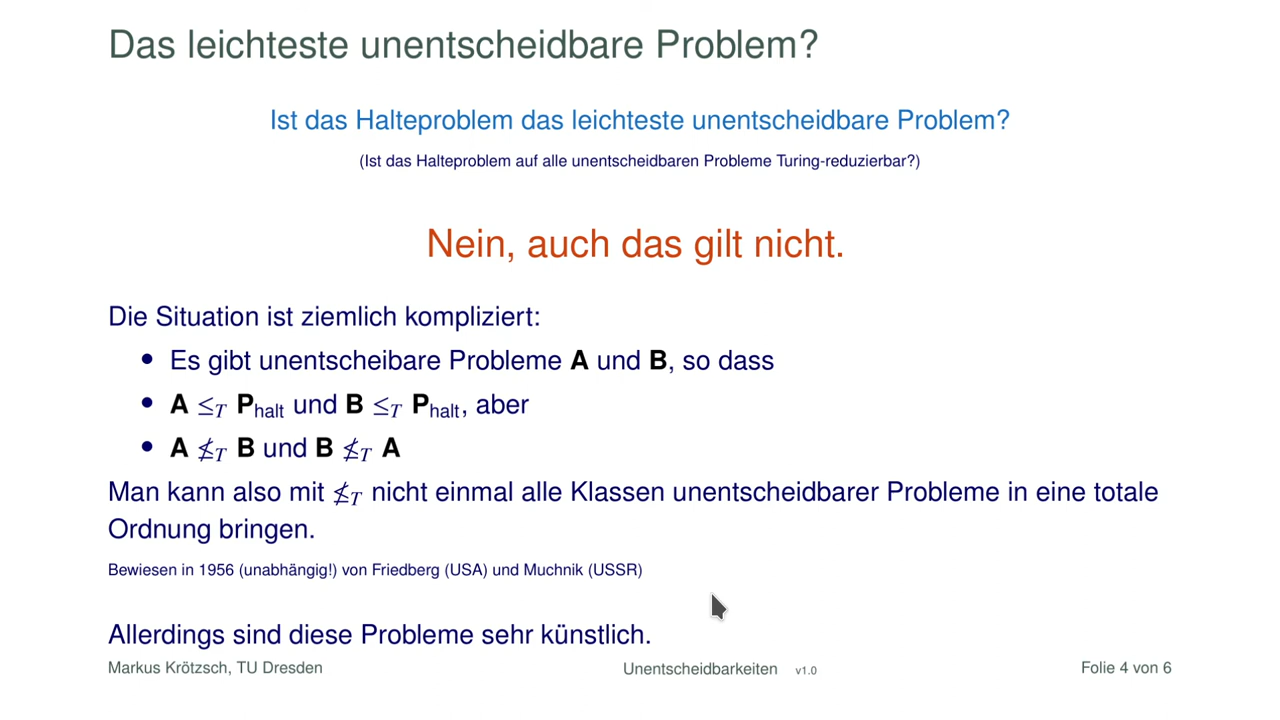 Das leichteste unentscheidbare Problem?
Ist das Halteproblem das leichteste unentscheidbare Problem?
(Ist das Halteproblem auf alle unentscheidbaren Probleme Turing-reduzierbar?)
Nein, auch das gilt nicht.
Die Situation ist ziemlich kompliziert:
• Es gibt unentscheibare Probleme A und B, so dass
• A ≤T Phalt und B ≤T Phalt, aber
• A ≰T B und B ≰T A
Man kann also mit ≰T nicht einmal alle Klassen unentscheidbarer Probleme in eine totale
Ordnung bringen.
Bewiesen in 1956 (unabhängig!) von Friedberg (USA) und Muchnik (USSR)
Allerdings sind diese Probleme sehr künstlich.
Markus Krötzsch, TU Dresden Unentscheidbarkeiten v1.0 Folie 4 von 6